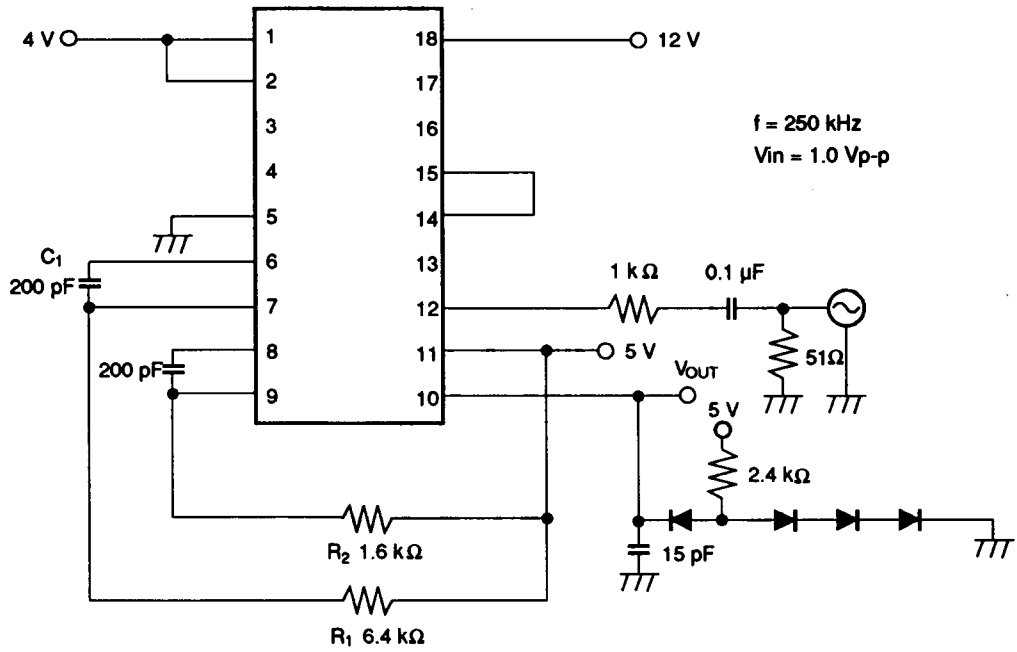 4 V
1
18
12 V
2
17
3
16
f = 250 kHz
Vin = 1.0 Vp-p
4
15
5
14
C1
200 pF
6
13
1 kΩ
0.1 µF
7
12
51Ω
200 pF
8
11
5 V
VOUT
9
10
5 V
2.4 kΩ
15 pF
R2 1.6 kΩ
R1 6.4 kΩ